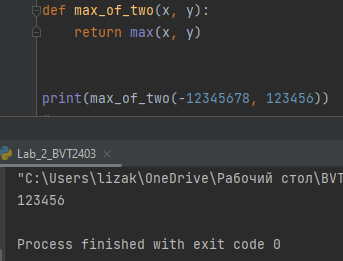 def max_of_two(x, y):
    return max(x, y)
print(max_of_two(-12345678, 123456))
Lab_2_BVT2403 ×
"C:\Users\lizak\OneDrive\Рабочий стол\BVT
123456
Process finished with exit code 0